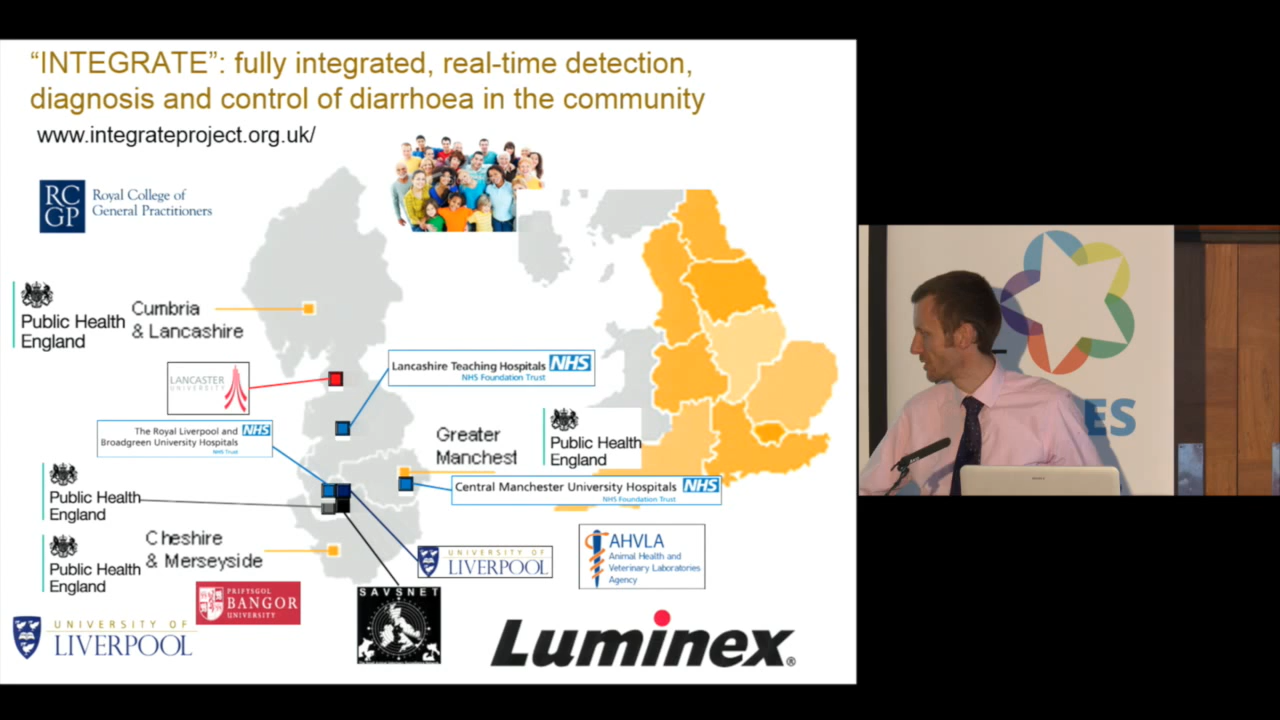 “INTEGRATE”: fully integrated, real-time detection,
diagnosis and control of diarrhoea in the community
www.integrateproject.org.uk/
RC
GP
Royal College of
General Practitioners
Public Health
England
Cumbria
& Lancashire
LANCASTER
UNIVERSITY
Lancashire Teaching Hospitals NHS
NHS Foundation Trust
The Royal Liverpool and NHS
Broadgreen University Hospitals
NHS Trust
Greater
Manchest
Public Health
England
Public Health
England
Central Manchester University Hospitals NHS
NHS Foundation Trust
Cheshire
& Merseyside
Public Health
England
UNIVERSITY OF
LIVERPOOL
AHVLA
Animal Health and
Veterinary Laboratories
Agency
PRIFYSGOL
BANGOR
UNIVERSITY
SAVSNET
UNIVERSITY OF
LIVERPOOL
Luminex®
ES